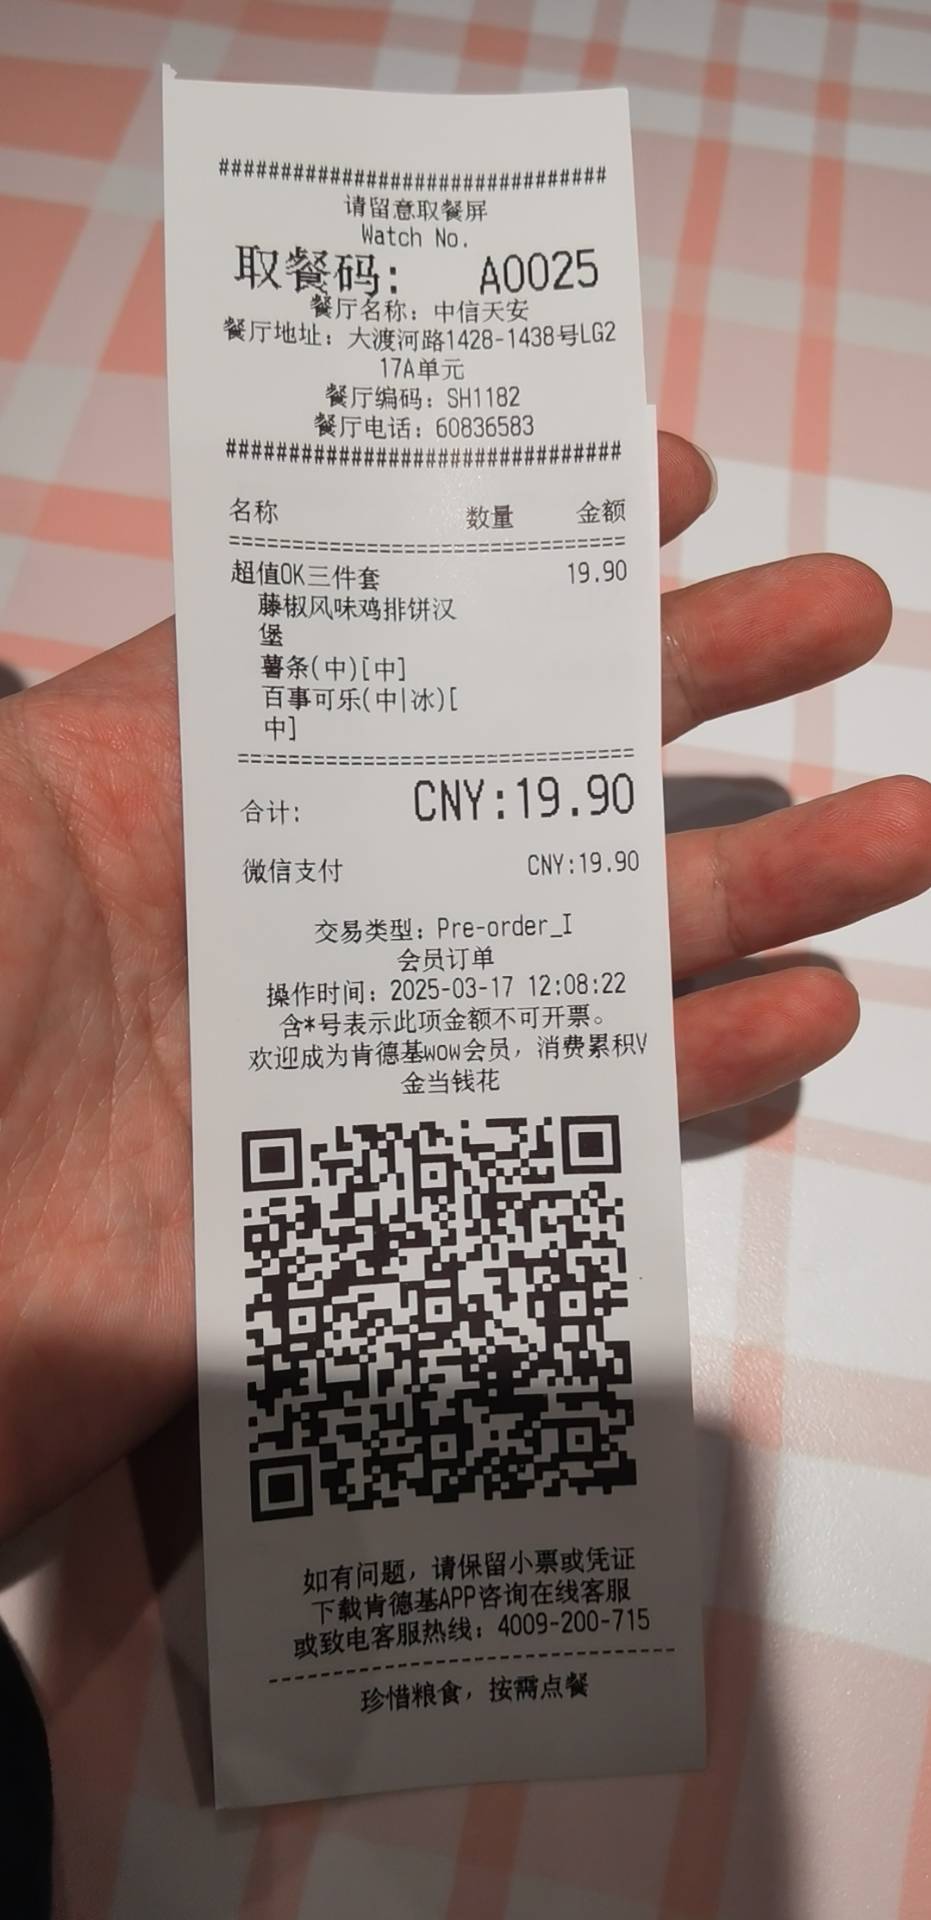 ###############################
请留意取餐屏
Watch No.
取餐码: A0025
餐厅名称: 中信天安
餐厅地址: 大渡河路1428-1438号LG2
17A单元
餐厅编码: SH1182
餐厅电话: 60836583
###############################
名称 数量 金额
================================
超值OK三件套 19.90
藤椒风味鸡排饼汉
堡
薯条(中)[中]
百事可乐(中|冰)[
中]
================================
合计: CNY:19.90
微信支付 CNY:19.90
交易类型: Pre-order_I
会员订单
操作时间: 2025-03-17 12:08:22
含*号表示此项金额不可开票。
欢迎成为肯德基wow会员, 消费累积V
金当钱花
如有问题, 请保留小票或凭证
下载肯德基APP咨询在线客服
或致电客服热线: 4009-200-715
--------------------------------
珍惜粮食, 按需点餐